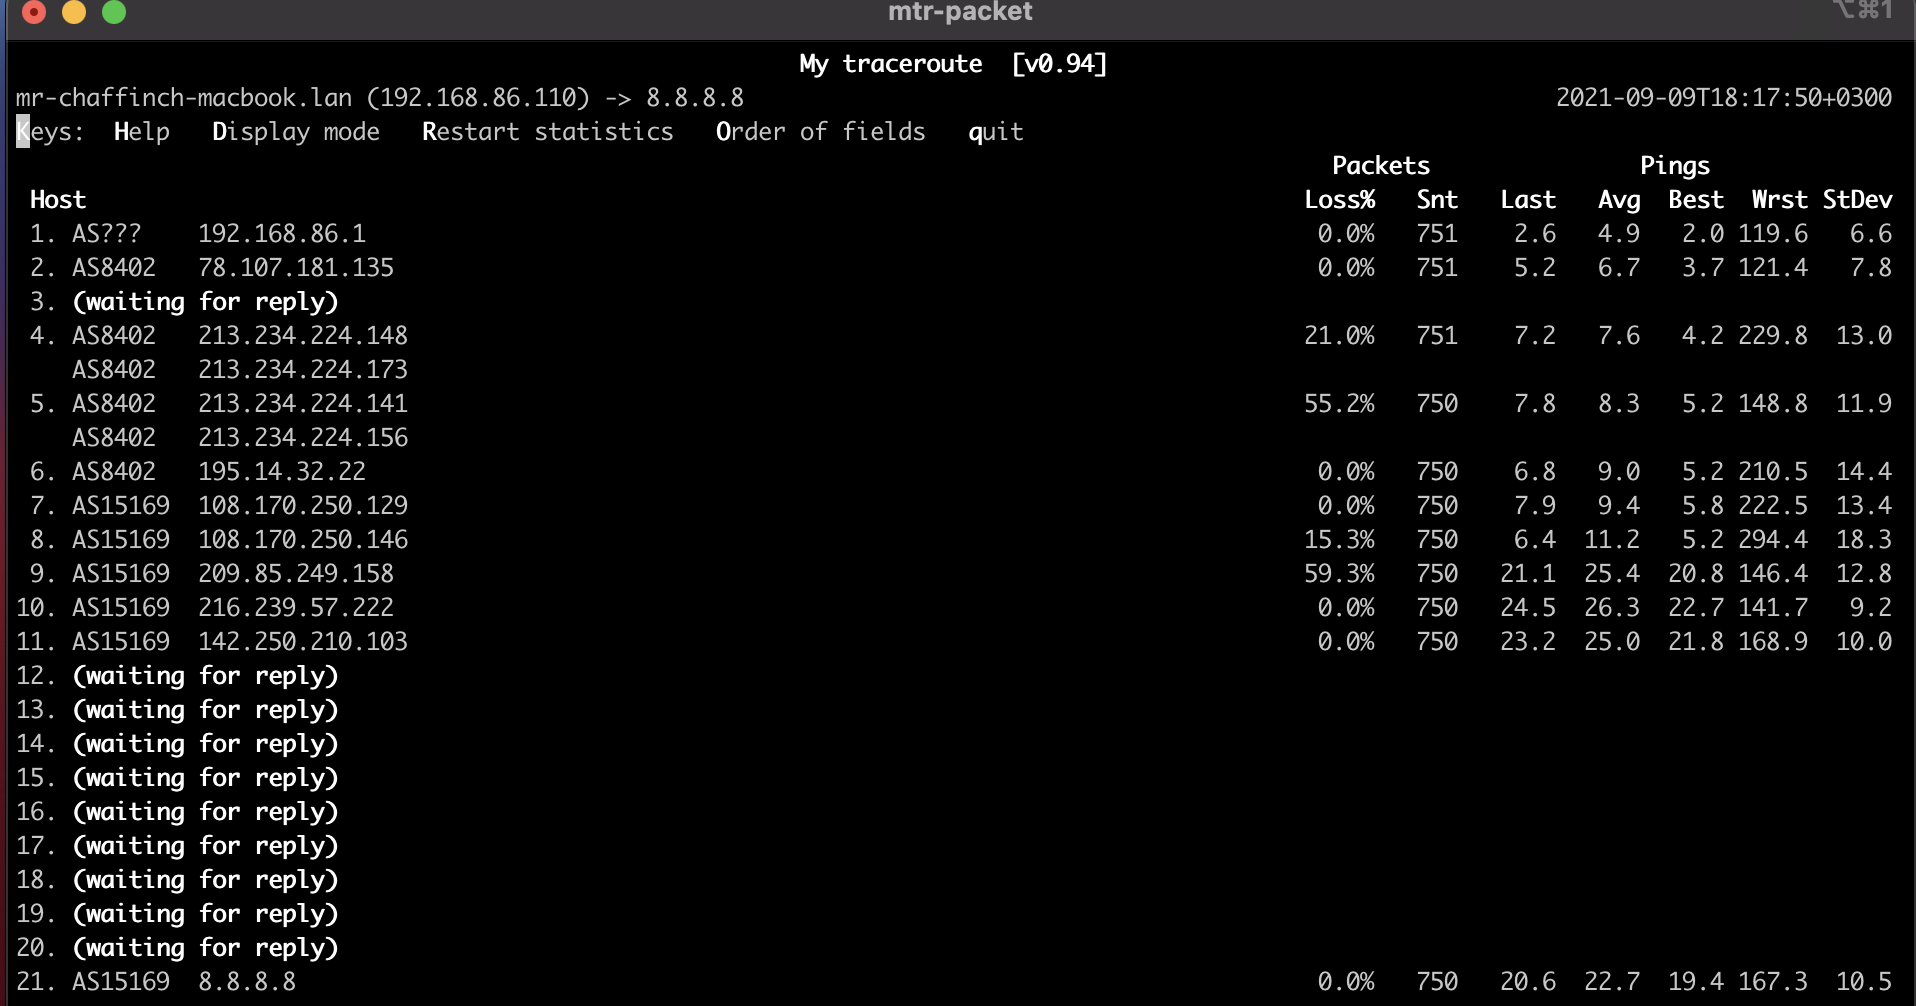 mtr-packet ⌥⌘1
My traceroute [v0.94]
mr-chaffinch-macbook.lan (192.168.86.110) -> 8.8.8.8 2021-09-09T18:17:50+0300
Keys: Help Display mode Restart statistics Order of fields quit
Packets Pings
Host Loss% Snt Last Avg Best Wrst StDev
1. AS??? 192.168.86.1 0.0% 751 2.6 4.9 2.0 119.6 6.6
2. AS8402 78.107.181.135 0.0% 751 5.2 6.7 3.7 121.4 7.8
3. (waiting for reply)
4. AS8402 213.234.224.148 21.0% 751 7.2 7.6 4.2 229.8 13.0
AS8402 213.234.224.173
5. AS8402 213.234.224.141 55.2% 750 7.8 8.3 5.2 148.8 11.9
AS8402 213.234.224.156
6. AS8402 195.14.32.22 0.0% 750 6.8 9.0 5.2 210.5 14.4
7. AS15169 108.170.250.129 0.0% 750 7.9 9.4 5.8 222.5 13.4
8. AS15169 108.170.250.146 15.3% 750 6.4 11.2 5.2 294.4 18.3
9. AS15169 209.85.249.158 59.3% 750 21.1 25.4 20.8 146.4 12.8
10. AS15169 216.239.57.222 0.0% 750 24.5 26.3 22.7 141.7 9.2
11. AS15169 142.250.210.103 0.0% 750 23.2 25.0 21.8 168.9 10.0
12. (waiting for reply)
13. (waiting for reply)
14. (waiting for reply)
15. (waiting for reply)
16. (waiting for reply)
17. (waiting for reply)
18. (waiting for reply)
19. (waiting for reply)
20. (waiting for reply)
21. AS15169 8.8.8.8 0.0% 750 20.6 22.7 19.4 167.3 10.5